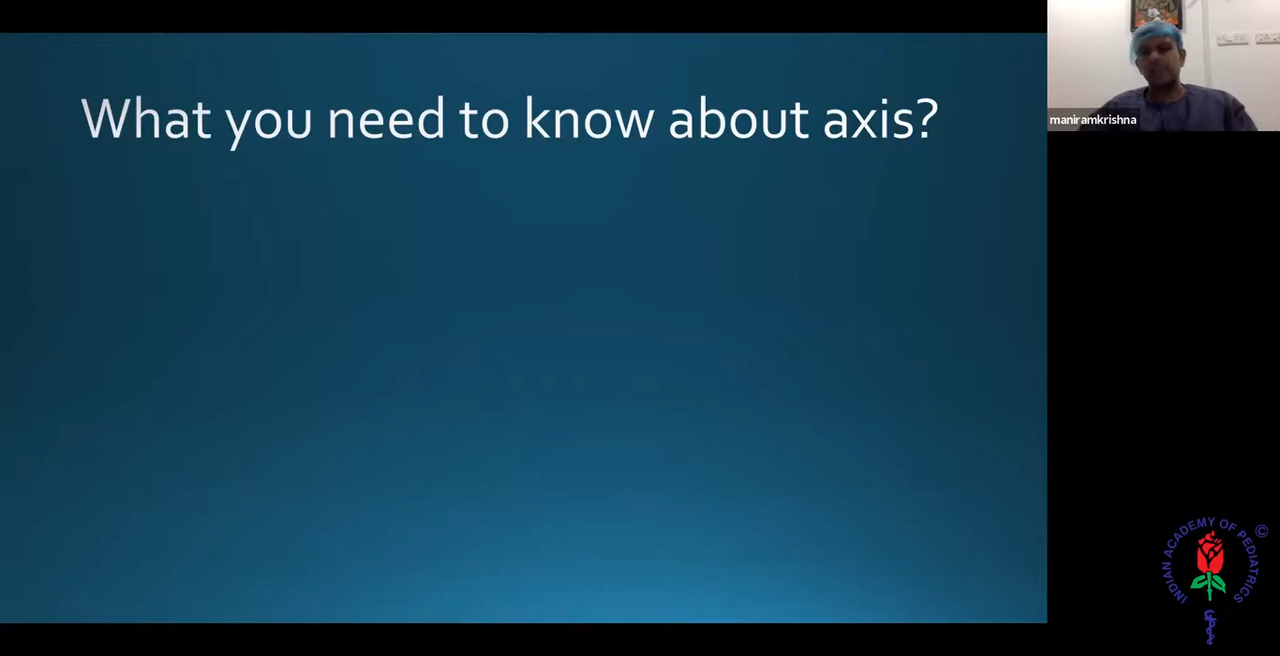 What you need to know about axis?
maniramkrishna
INDIAN ACADEMY OF PEDIATRICS
©